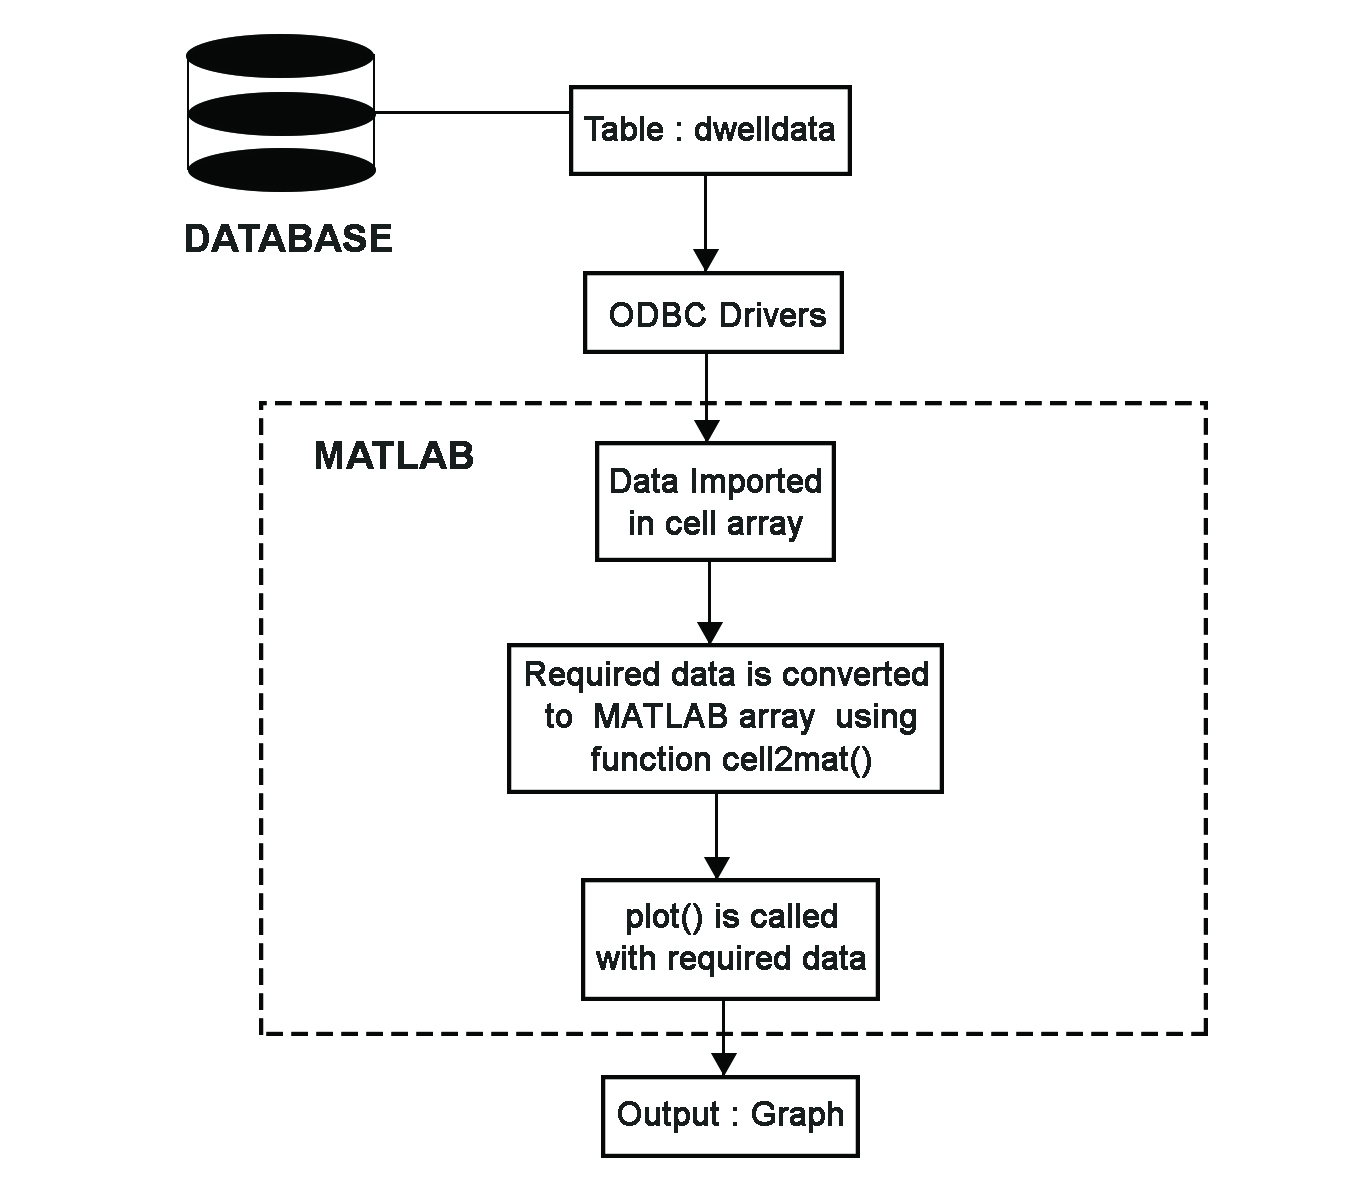 Table : dwelldata
DATABASE
ODBC Drivers
MATLAB
Data Imported
in cell array
Required data is converted
to MATLAB array using
function cell2mat()
plot() is called
with required data
Output : Graph